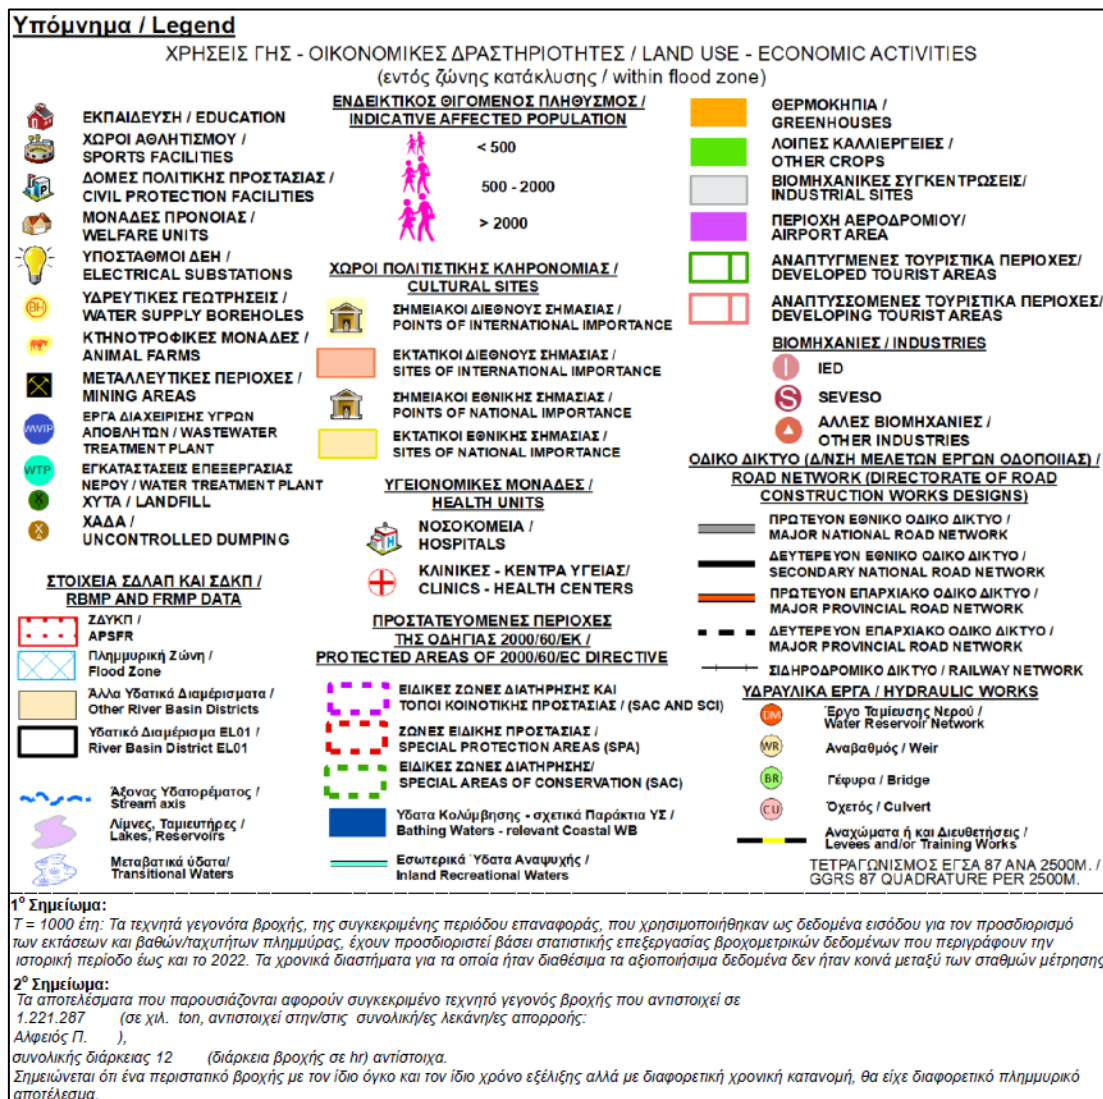 Υπόμνημα / Legend
ΧΡΗΣΕΙΣ ΓΗΣ - ΟΙΚΟΝΟΜΙΚΕΣ ΔΡΑΣΤΗΡΙΟΤΗΤΕΣ / LAND USE - ECONOMIC ACTIVITIES
(εντός ζώνης κατάκλυσης / within flood zone)
ΕΚΠΑΙΔΕΥΣΗ / EDUCATION
ΧΩΡΟΙ ΑΘΛΗΤΙΣΜΟΥ /
SPORTS FACILITIES
ΔΟΜΕΣ ΠΟΛΙΤΙΚΗΣ ΠΡΟΣΤΑΣΙΑΣ /
CIVIL PROTECTION FACILITIES
ΜΟΝΑΔΕΣ ΠΡΟΝΟΙΑΣ /
WELFARE UNITS
ΥΠΟΣΤΑΘΜΟΙ ΔΕΗ /
ELECTRICAL SUBSTATIONS
BH
ΥΔΡΕΥΤΙΚΕΣ ΓΕΩΤΡΗΣΕΙΣ /
WATER SUPPLY BOREHOLES
ΚΤΗΝΟΤΡΟΦΙΚΕΣ ΜΟΝΑΔΕΣ /
ANIMAL FARMS
ΜΕΤΑΛΛΕΥΤΙΚΕΣ ΠΕΡΙΟΧΕΣ /
MINING AREAS
WWTP
ΕΡΓΑ ΔΙΑΧΕΙΡΙΣΗΣ ΥΓΡΩΝ
ΑΠΟΒΛΗΤΩΝ / WASTEWATER
TREATMENT PLANT
WTP
ΕΓΚΑΤΑΣΤΑΣΕΙΣ ΕΠΕΞΕΡΓΑΣΙΑΣ
ΝΕΡΟΥ / WATER TREATMENT PLANT
ΧΥΤΑ / LANDFILL
ΧΑΔΑ /
UNCONTROLLED DUMPING
ΣΤΟΙΧΕΙΑ ΣΔΛΑΠ ΚΑΙ ΣΔΚΠ /
RBMP AND FRMP DATA
ΖΔΥΚΠ /
APSFR
Πλημμυρική Ζώνη /
Flood Zone
Άλλα Υδατικά Διαμέρισματα /
Other River Basin Districts
Υδατικό Διαμέρισμα EL01 /
River Basin District EL01
Άξονας Υδατορέματος /
Stream axis
Λίμνες, Ταμιευτήρες /
Lakes, Reservoirs
Μεταβατικά ύδατα/
Transitional Waters
ΕΝΔΕΙΚΤΙΚΟΣ ΘΙΓΟΜΕΝΟΣ ΠΛΗΘΥΣΜΟΣ /
INDICATIVE AFFECTED POPULATION
< 500
500 - 2000
> 2000
ΧΩΡΟΙ ΠΟΛΙΤΙΣΤΙΚΗΣ ΚΛΗΡΟΝΟΜΙΑΣ /
CULTURAL SITES
ΣΗΜΕΙΑΚΟΙ ΔΙΕΘΝΟΥΣ ΣΗΜΑΣΙΑΣ /
POINTS OF INTERNATIONAL IMPORTANCE
ΕΚΤΑΤΙΚΟΙ ΔΙΕΘΝΟΥΣ ΣΗΜΑΣΙΑΣ /
SITES OF INTERNATIONAL IMPORTANCE
ΣΗΜΕΙΑΚΟΙ ΕΘΝΙΚΗΣ ΣΗΜΑΣΙΑΣ /
POINTS OF NATIONAL IMPORTANCE
ΕΚΤΑΤΙΚΟΙ ΕΘΝΙΚΗΣ ΣΗΜΑΣΙΑΣ /
SITES OF NATIONAL IMPORTANCE
ΥΓΕΙΟΝΟΜΙΚΕΣ ΜΟΝΑΔΕΣ /
HEALTH UNITS
ΝΟΣΟΚΟΜΕΙΑ /
HOSPITALS
ΚΛΙΝΙΚΕΣ - ΚΕΝΤΡΑ ΥΓΕΙΑΣ/
CLINICS - HEALTH CENTERS
ΠΡΟΣΤΑΤΕΥΟΜΕΝΕΣ ΠΕΡΙΟΧΕΣ
ΤΗΣ ΟΔΗΓΙΑΣ 2000/60/ΕΚ /
PROTECTED AREAS OF 2000/60/EC DIRECTIVE
ΕΙΔΙΚΕΣ ΖΩΝΕΣ ΔΙΑΤΗΡΗΣΗΣ ΚΑΙ
ΤΟΠΟΙ ΚΟΙΝΟΤΙΚΗΣ ΠΡΟΣΤΑΣΙΑΣ / (SAC AND SCI)
ΖΩΝΕΣ ΕΙΔΙΚΗΣ ΠΡΟΣΤΑΣΙΑΣ /
SPECIAL PROTECTION AREAS (SPA)
ΕΙΔΙΚΕΣ ΖΩΝΕΣ ΔΙΑΤΗΡΗΣΗΣ/
SPECIAL AREAS OF CONSERVATION (SAC)
Υδατα Κολύμβησης - σχετικά Παράκτια ΥΣ /
Bathing Waters - relevant Coastal WB
Εσωτερικά Ύδατα Αναψυχής /
Inland Recreational Waters
ΘΕΡΜΟΚΗΠΙΑ /
GREENHOUSES
ΛΟΙΠΕΣ ΚΑΛΛΙΕΡΓΕΙΕΣ /
OTHER CROPS
ΒΙΟΜΗΧΑΝΙΚΕΣ ΣΥΓΚΕΝΤΡΩΣΕΙΣ/
INDUSTRIAL SITES
ΠΕΡΙΟΧΗ ΑΕΡΟΔΡΟΜΙΟΥ/
AIRPORT AREA
ΑΝΑΠΤΥΓΜΕΝΕΣ ΤΟΥΡΙΣΤΙΚΑ ΠΕΡΙΟΧΕΣ/
DEVELOPED TOURIST AREAS
ΑΝΑΠΤΥΣΣΟΜΕΝΕΣ ΤΟΥΡΙΣΤΙΚΑ ΠΕΡΙΟΧΕΣ/
DEVELOPING TOURIST AREAS
ΒΙΟΜΗΧΑΝΙΕΣ / INDUSTRIES
I
IED
S
SEVESO
ΑΛΛΕΣ ΒΙΟΜΗΧΑΝΙΕΣ /
OTHER INDUSTRIES
ΟΔΙΚΟ ΔΙΚΤΥΟ (Δ/ΝΣΗ ΜΕΛΕΤΩΝ ΕΡΓΩΝ ΟΔΟΠΟΙΙΑΣ) /
ROAD NETWORK (DIRECTORATE OF ROAD
CONSTRUCTION WORKS DESIGNS)
ΠΡΩΤΕΥΟΝ ΕΘΝΙΚΟ ΟΔΙΚΟ ΔΙΚΤΥΟ /
MAJOR NATIONAL ROAD NETWORK
ΔΕΥΤΕΡΕΥΟΝ ΕΘΝΙΚΟ ΟΔΙΚΟ ΔΙΚΤΥΟ /
SECONDARY NATIONAL ROAD NETWORK
ΠΡΩΤΕΥΟΝ ΕΠΑΡΧΙΑΚΟ ΟΔΙΚΟ ΔΙΚΤΥΟ /
MAJOR PROVINCIAL ROAD NETWORK
ΔΕΥΤΕΡΕΥΟΝ ΕΠΑΡΧΙΑΚΟ ΟΔΙΚΟ ΔΙΚΤΥΟ /
MAJOR PROVINCIAL ROAD NETWORK
ΣΙΔΗΡΟΔΡΟΜΙΚΟ ΔΙΚΤΥΟ / RAILWAY NETWORK
ΥΔΡΑΥΛΙΚΑ ΕΡΓΑ / HYDRAULIC WORKS
DM
Έργο Ταμίευσης Νερού /
Water Reservoir Network
WR
Αναβαθμός / Weir
BR
Γέφυρα / Bridge
CU
Όχετός / Culvert
Αναχώματα ή και Διευθετήσεις /
Levees and/or Training Works
ΤΕΤΡΑΓΩΝΙΣΜΟΣ ΕΓΣΑ 87 ΑΝΑ 2500Μ. /
GGRS 87 QUADRATURE PER 2500M.
1º Σημείωμα:
T = 1000 έτη: Τα τεχνητά γεγονότα βροχής, της συγκεκριμένης περιόδου επαναφοράς, που χρησιμοποιήθηκαν ως δεδομένα εισόδου για τον προσδιορισμό
των εκτάσεων και βαθών/ταχυτήτων πλημμύρας, έχουν προσδιοριστεί βάσει στατιστικής επεξεργασίας βροχομετρικών δεδομένων που περιγράφουν την
ιστορική περίοδο έως και το 2022. Τα χρονικά διαστήματα για τα οποία ήταν διαθέσιμα τα αξιοποιήσιμα δεδομένα δεν ήταν κοινά μεταξύ των σταθμών μέτρησης
2º Σημείωμα:
Τα αποτελέσματα που παρουσιάζονται αφορούν συγκεκριμένο τεχνητό γεγονός βροχής που αντιστοιχεί σε
1.221.287 (σε χιλ. ton, αντιστοιχεί στην/στις συνολική/ες λεκάνη/ες απορροής:
Αλφειός Π. ),
συνολικής διάρκειας 12 (διάρκεια βροχής σε hr) αντίστοιχα.
Σημειώνεται ότι ένα περιστατικό βροχής με τον ίδιο όγκο και τον ίδιο χρόνο εξέλιξης αλλά με διαφορετική χρονική κατανομή, θα είχε διαφορετικό πλημμυρικό
αποτέλεσμα.